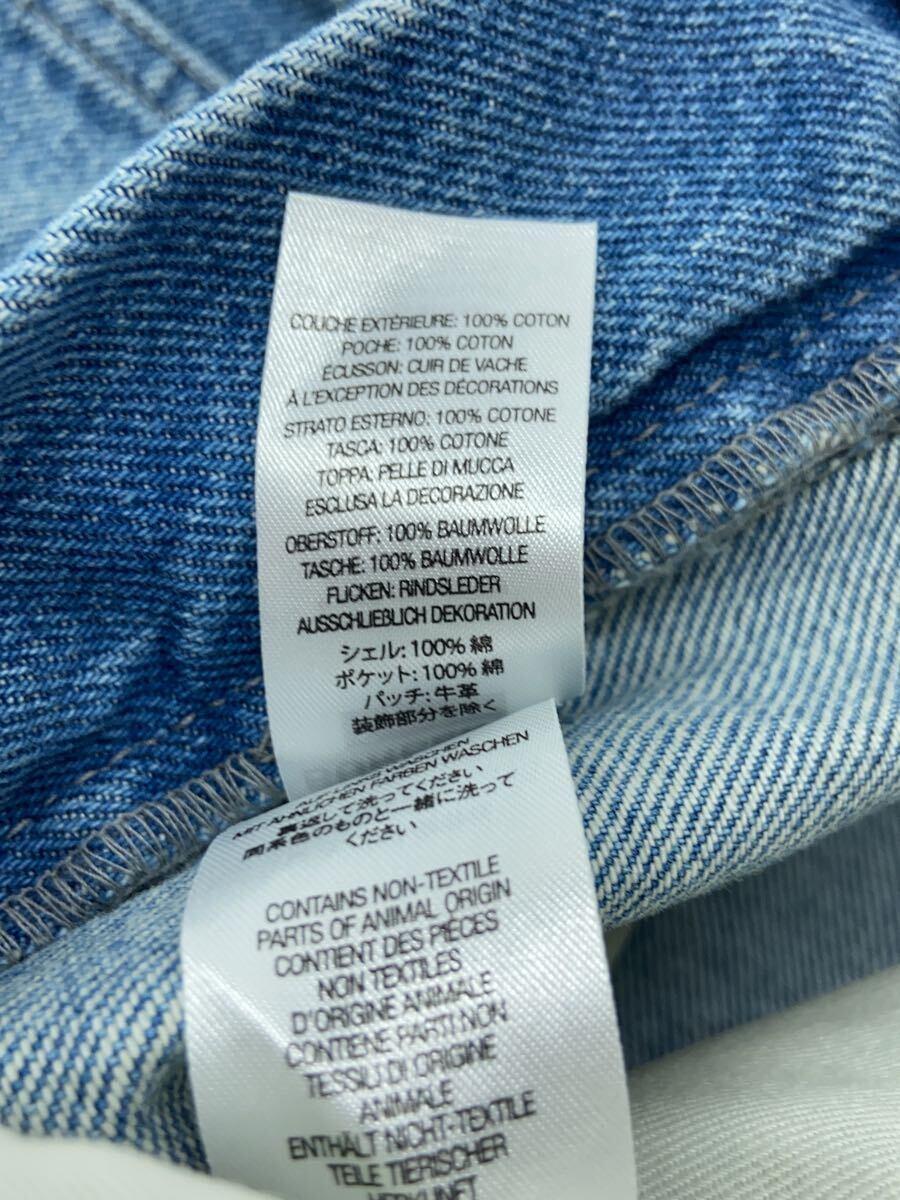 COUCHE EXTÉRIEURE: 100% COTON
POCHE: 100% COTON
ÉCUSSON: CUIR DE VACHE
À L'EXCEPTION DES DÉCORATIONS
STRATO ESTERNO: 100% COTONE
TASCA: 100% COTONE
TOPPA: PELLE DI MUCCA
ESCLUSA LA DECORAZIONE
OBERSTOFF: 100% BAUMWOLLE
TASCHE: 100% BAUMWOLLE
FLICKEN: RINDSLEDER
AUSSCHLIEBLICH DEKORATION
シェル: 100% 綿
ポケット: 100% 綿
パッチ: 牛革
装飾部分を除く
WASCHEN
MIT ÄHNLICHEN FARBEN WASCHEN
裏返して洗ってください
同系色のものと一緒に洗って
ください
CONTAINS NON-TEXTILE
PARTS OF ANIMAL ORIGIN
CONTIENT DES PIÈCES
NON TEXTILES
D'ORIGINE ANIMALE
CONTIENE PARTI NON
TESSILI DI ORIGINE
ANIMALE
ENTHÄLT NICHT-TEXTILE
TEILE TIERISCHER
HERKUNFT